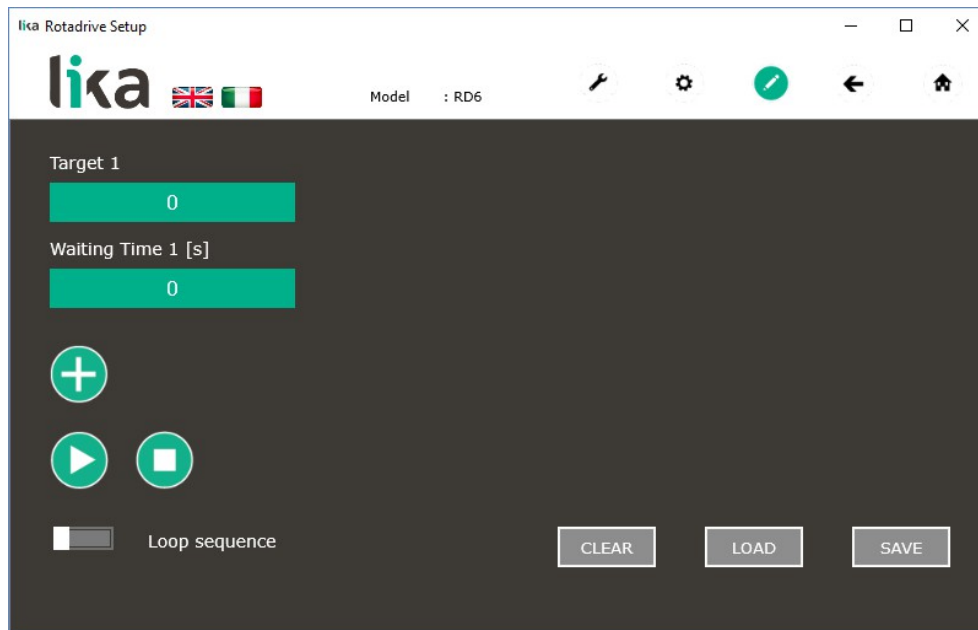 lika Rotadrive Setup
lika
Model : RD6
Target 1
0
Waiting Time 1 [s]
0
Loop sequence
CLEAR LOAD SAVE